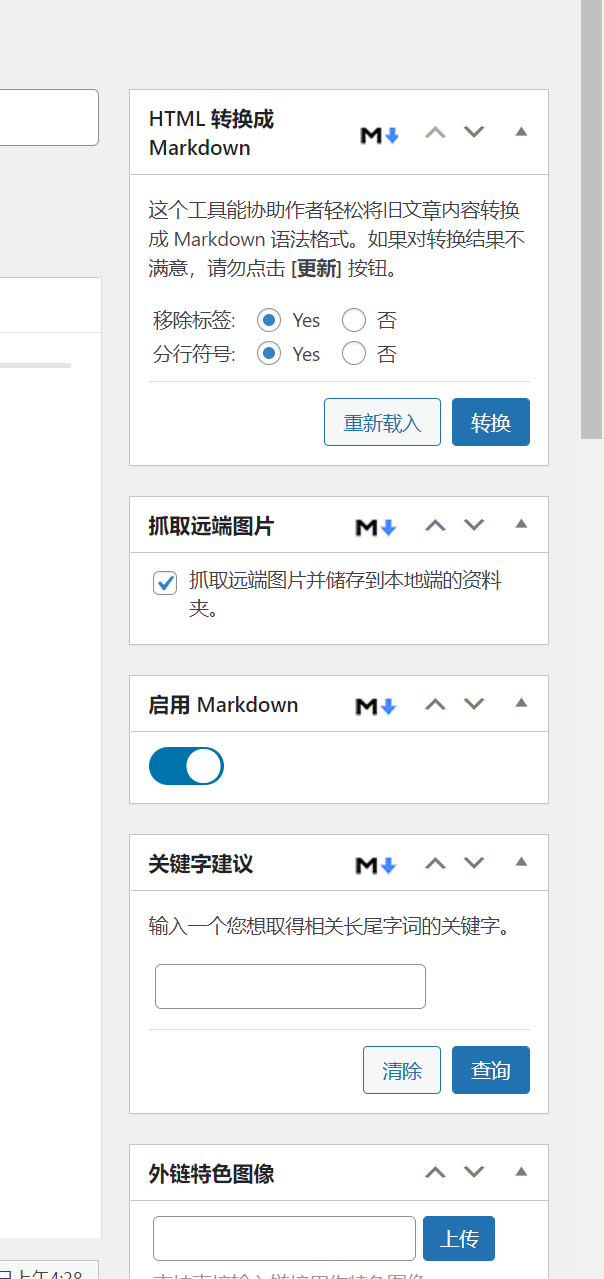 HTML 转换成
Markdown
这个工具能协助作者轻松将旧文章内容转换
成 Markdown 语法格式。如果对转换结果不
满意，请勿点击 [更新] 按钮。
移除标签: Yes 否
分行符号: Yes 否
重新载入 转换
抓取远端图片
抓取远端图片并储存到本地端的资料
夹。
启用 Markdown
关键字建议
输入一个您想取得相关长尾字词的关键字。
清除 查询
外链特色图像
上传
日上午4:28